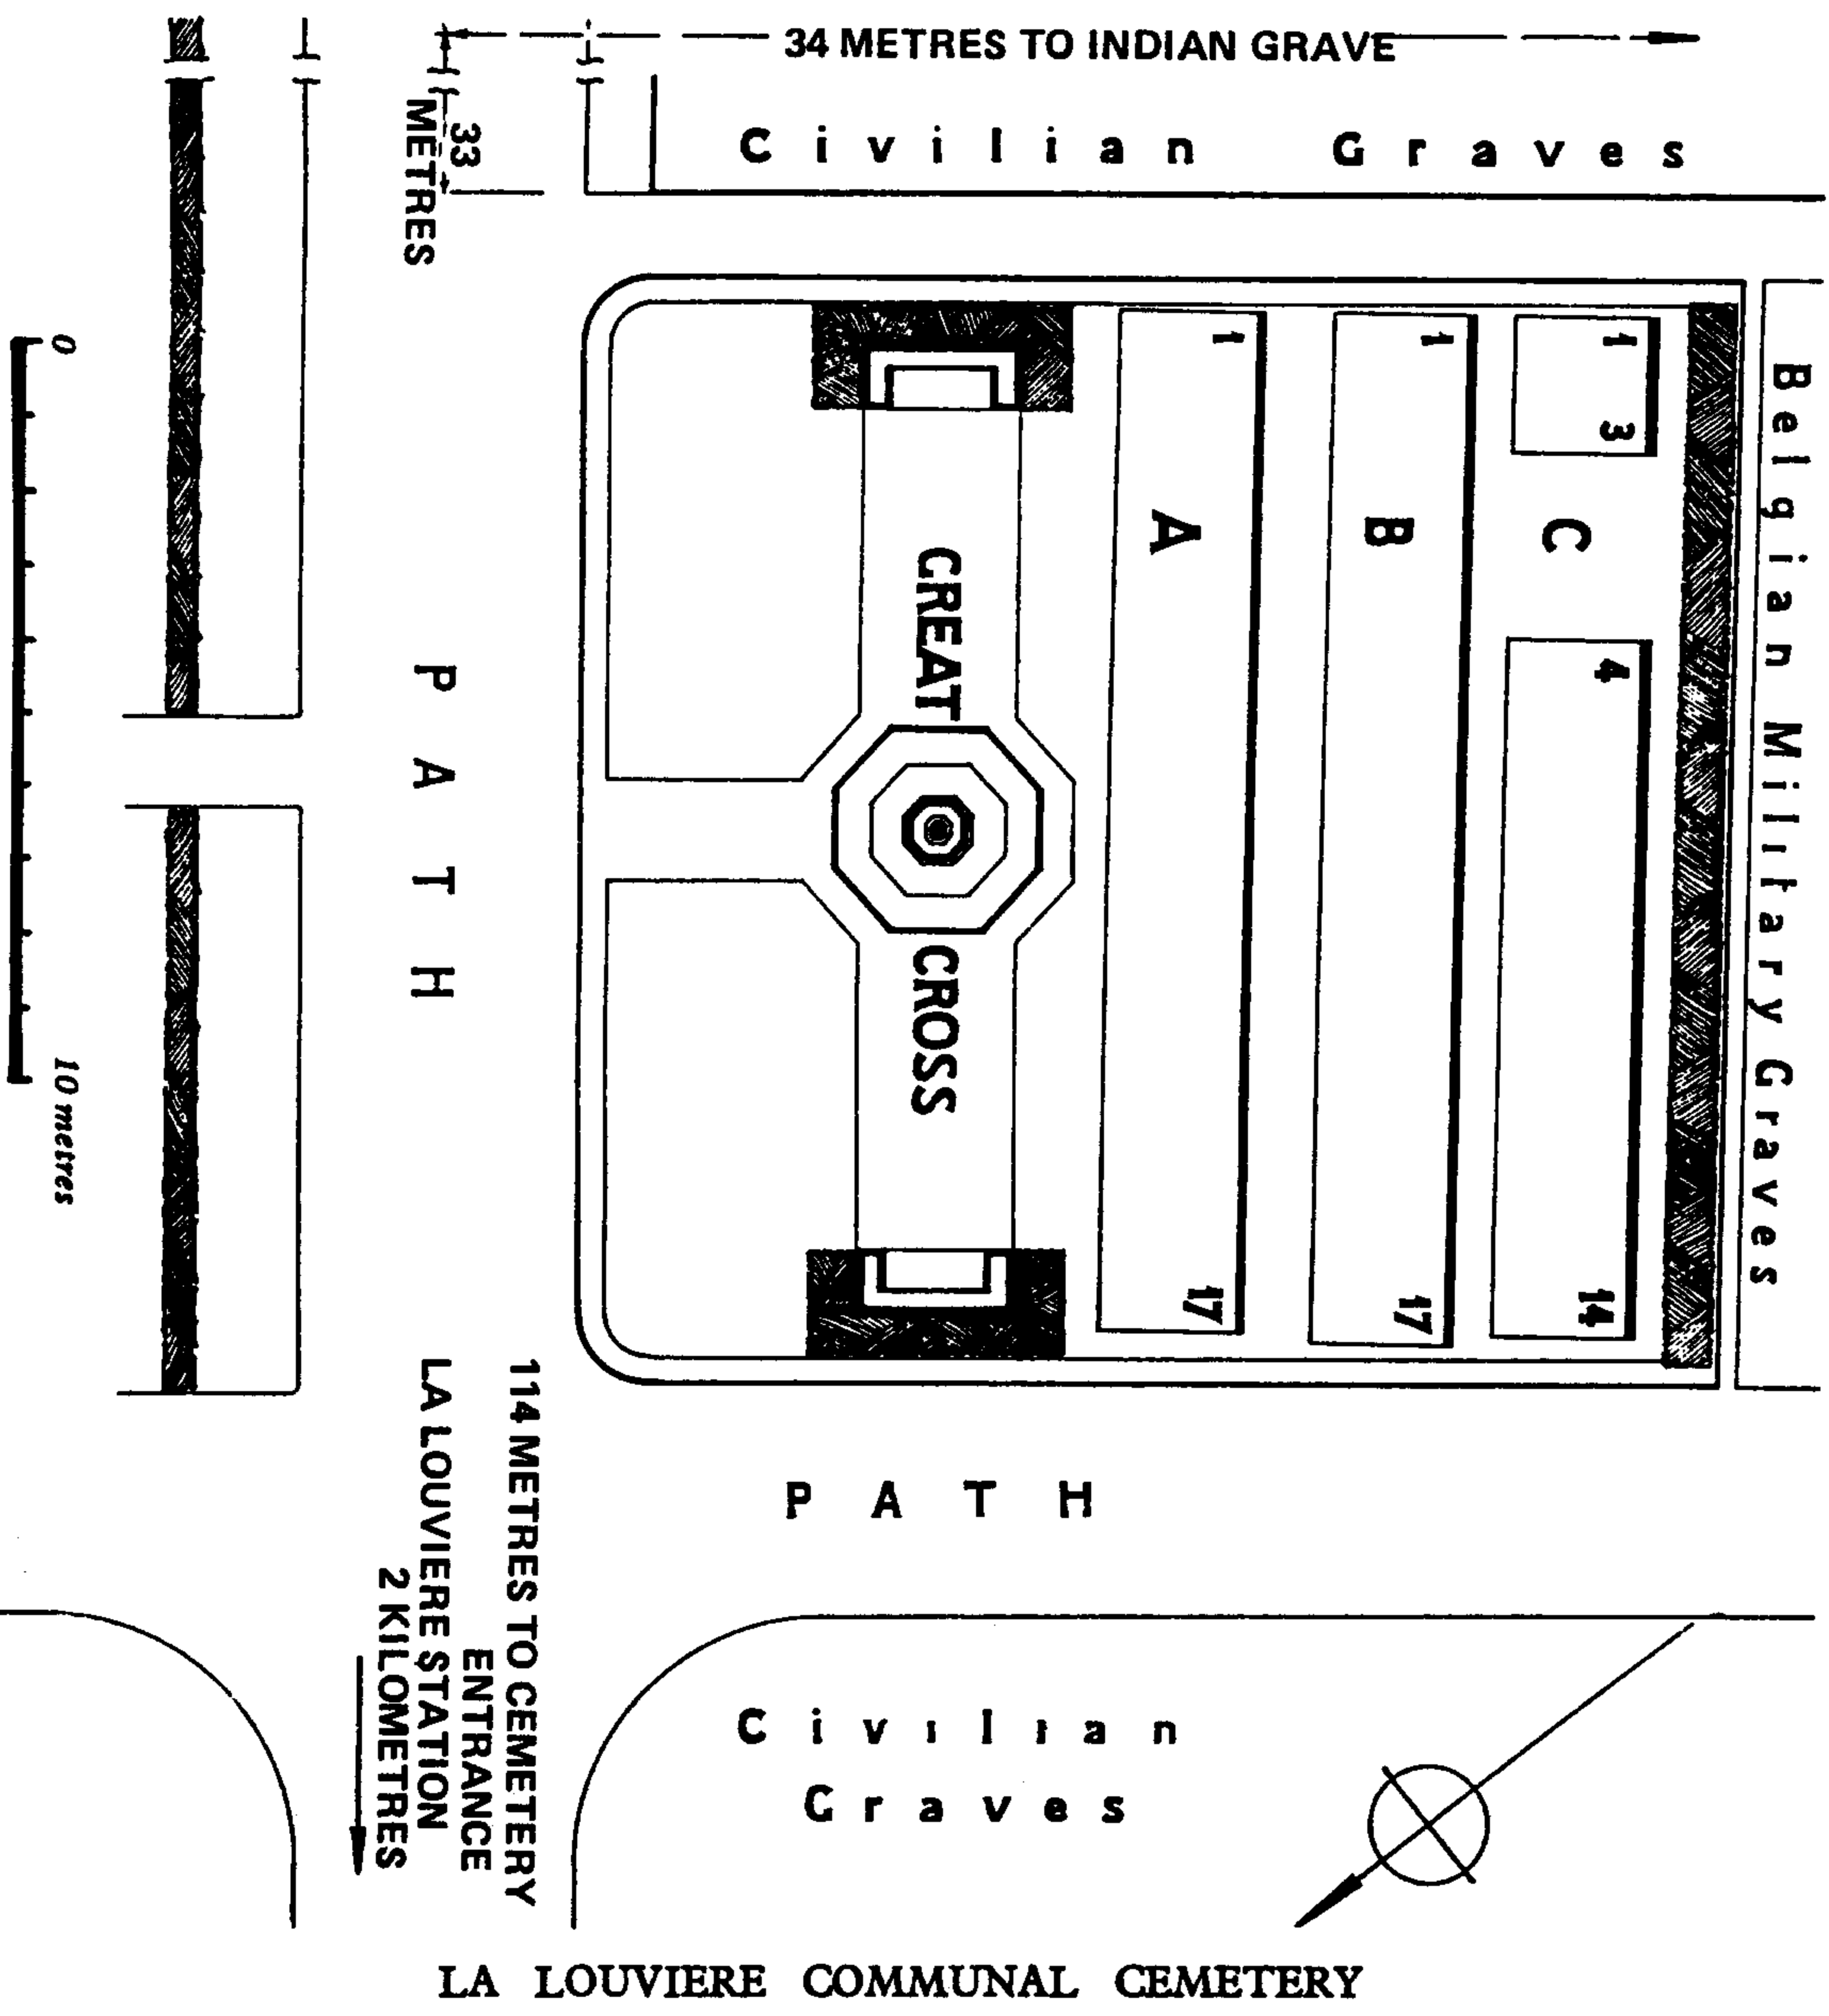 34 METRES TO INDIAN GRAVE
33
METRES
Civilian Graves
0
10 metres
PATH
1
A
17
1
B
17
1
3
C
4
14
GREAT
CROSS
Belgian Military Graves
114 METRES TO CEMETERY
ENTRANCE
LA LOUVIERE STATION
2 KILOMETRES
PATH
Civilian
Graves
LA LOUVIERE COMMUNAL CEMETERY